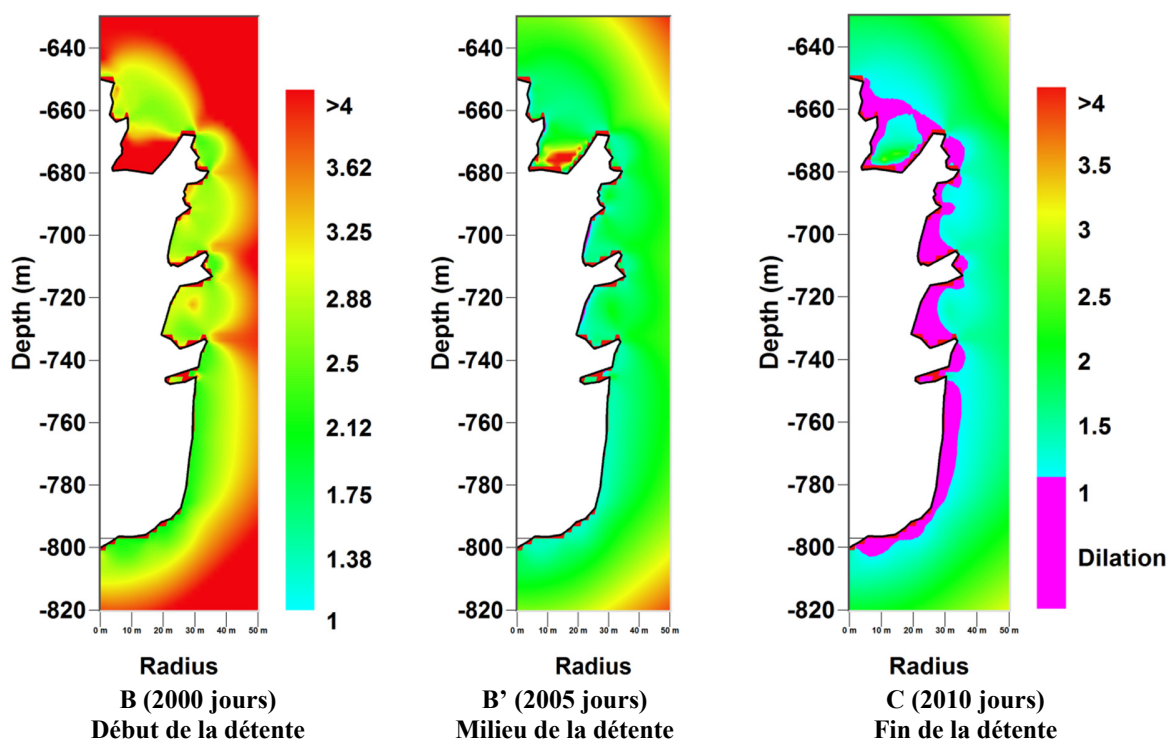 Depth (m)
-640
-660
-680
-700
-720
-740
-760
-780
-800
-820
0 m 10 m 20 m 30 m 40 m 50 m
Radius
>4
3.62
3.25
2.88
2.5
2.12
1.75
1.38
1
B (2000 jours)
Début de la détente
Depth (m)
-640
-660
-680
-700
-720
-740
-760
-780
-800
-820
0 m 10 m 20 m 30 m 40 m 50 m
Radius
B’ (2005 jours)
Milieu de la détente
Depth (m)
-640
-660
-680
-700
-720
-740
-760
-780
-800
-820
0 m 10 m 20 m 30 m 40 m 50 m
Radius
>4
3.5
3
2.5
2
1.5
1
Dilation
C (2010 jours)
Fin de la détente